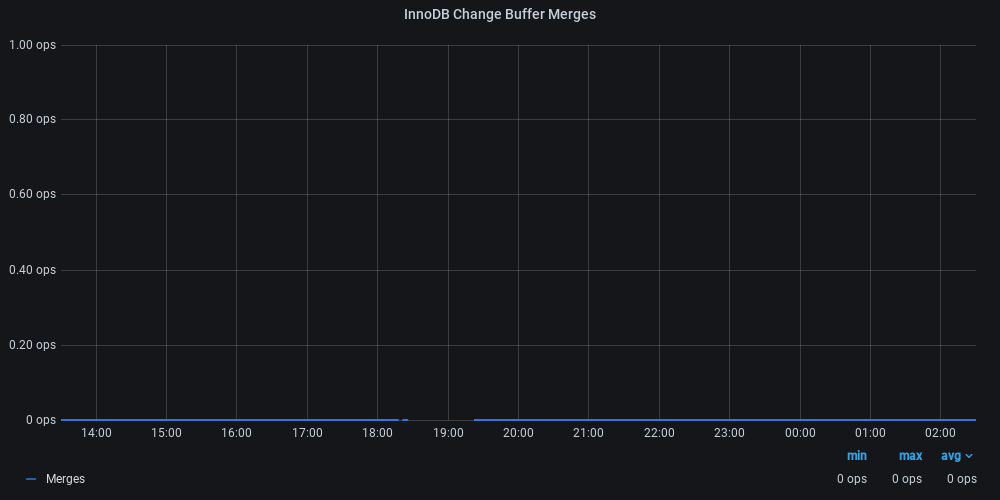 InnoDB Change Buffer Merges
1.00 ops
0.80 ops
0.60 ops
0.40 ops
0.20 ops
0 ops
14:00 15:00 16:00 17:00 18:00 19:00 20:00 21:00 22:00 23:00 00:00 01:00 02:00
min max avg
Merges 0 ops 0 ops 0 ops